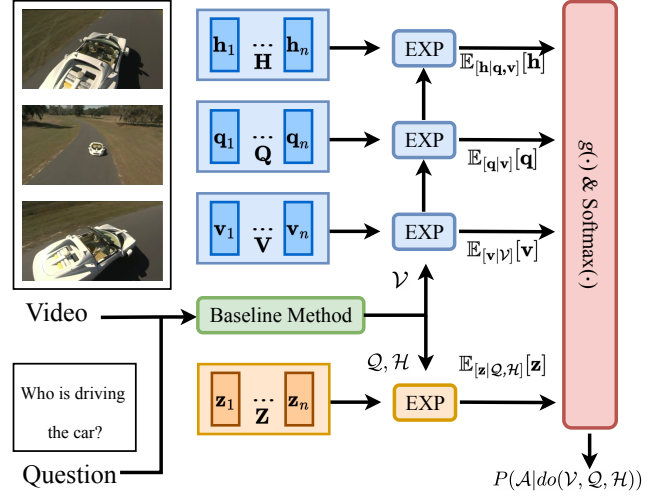 h₁ ... hₙ
H
EXP
𝔼[h|q,v][h]
q₁ ... qₙ
Q
EXP
𝔼[q|v][q]
v₁ ... vₙ
V
EXP
𝔼[v|𝒱][v]
g(·) & Softmax(·)
𝒱
Video
Baseline Method
𝒬, ℋ
𝔼[z|𝒬,ℋ][z]
z₁ ... zₙ
Z
EXP
Who is driving
the car?
Question
P(𝒜|do(𝒱, 𝒬, ℋ))